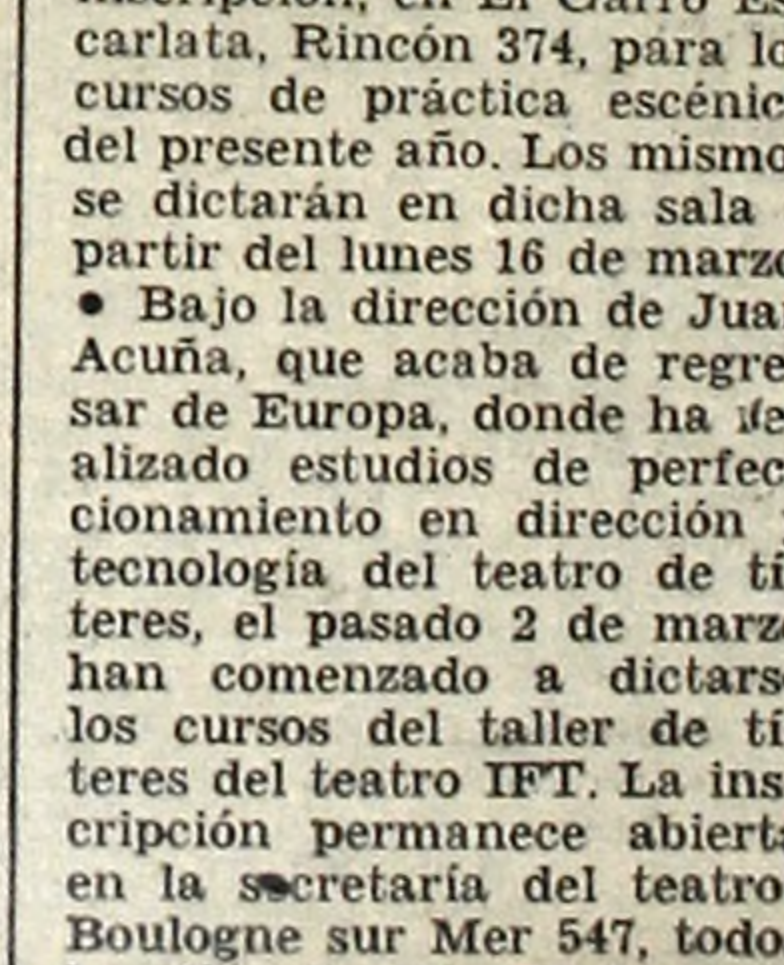 carlata, Rincón 374, para lo
cursos de práctica escénic
del presente año. Los mismo
se dictarán en dicha sala
partir del lunes 16 de marzo
• Bajo la dirección de Jua
Acuña, que acaba de regre
sar de Europa, donde ha
alizado estudios de perfec
cionamiento en dirección
tecnología del teatro de tí
teres, el pasado 2 de marz
han comenzado a dictars
los cursos del taller de tí
teres del teatro IFT. La ins
cripción permanece abierta
en la secretaría del teatro
Boulogne sur Mer 547, todo